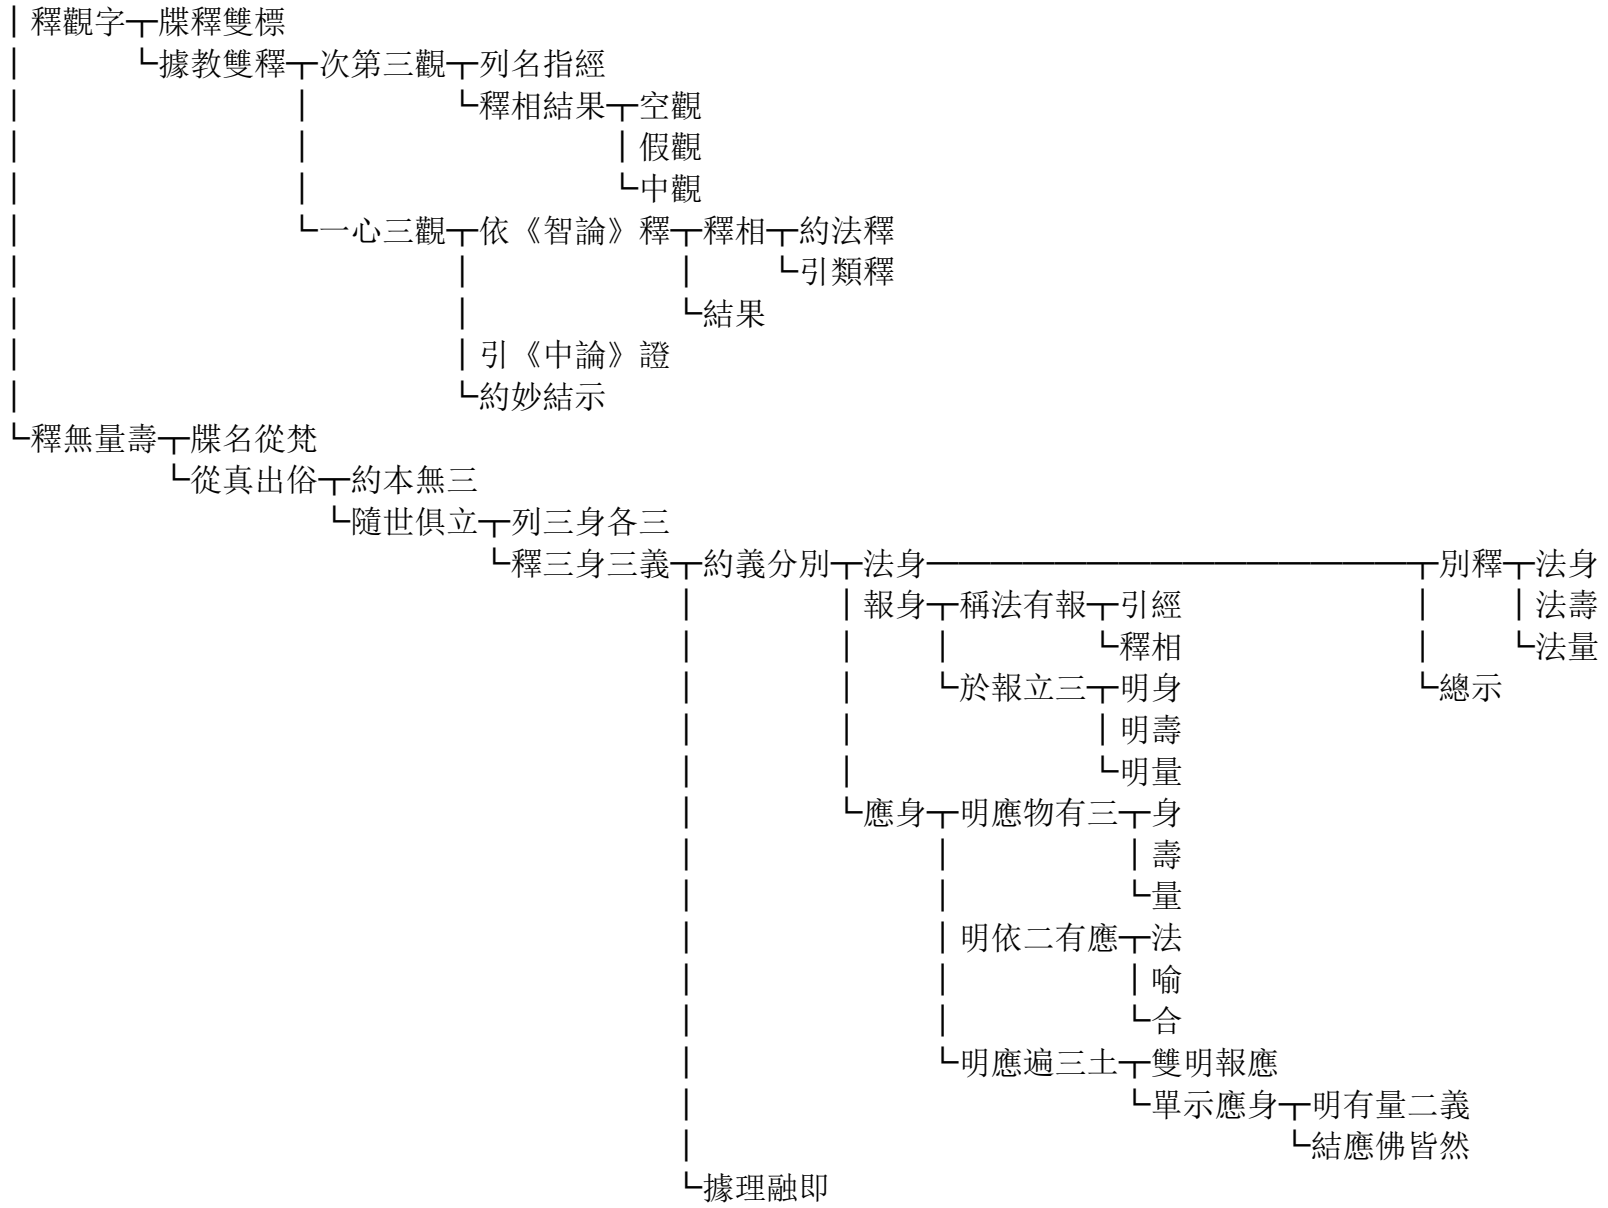 釋觀字 牒釋雙標
據教雙釋 次第三觀 列名指經
釋相結果 空觀
假觀
中觀
一心三觀 依《智論》釋 釋相 約法釋
引類釋
結果
引《中論》證
約妙結示
釋無量壽 牒名從梵
從真出俗 約本無三
隨世俱立 列三身各三
釋三身三義 約義分別 法身 別釋 法身
報身 稱法有報 引經 法壽
釋相 法量
於報立三 明身 總示
明壽
明量
應身 明應物有三 身
壽
量
明依二有應 法
喻
合
明應遍三土 雙明報應
單示應身 明有量二義
結應佛皆然
據理融即